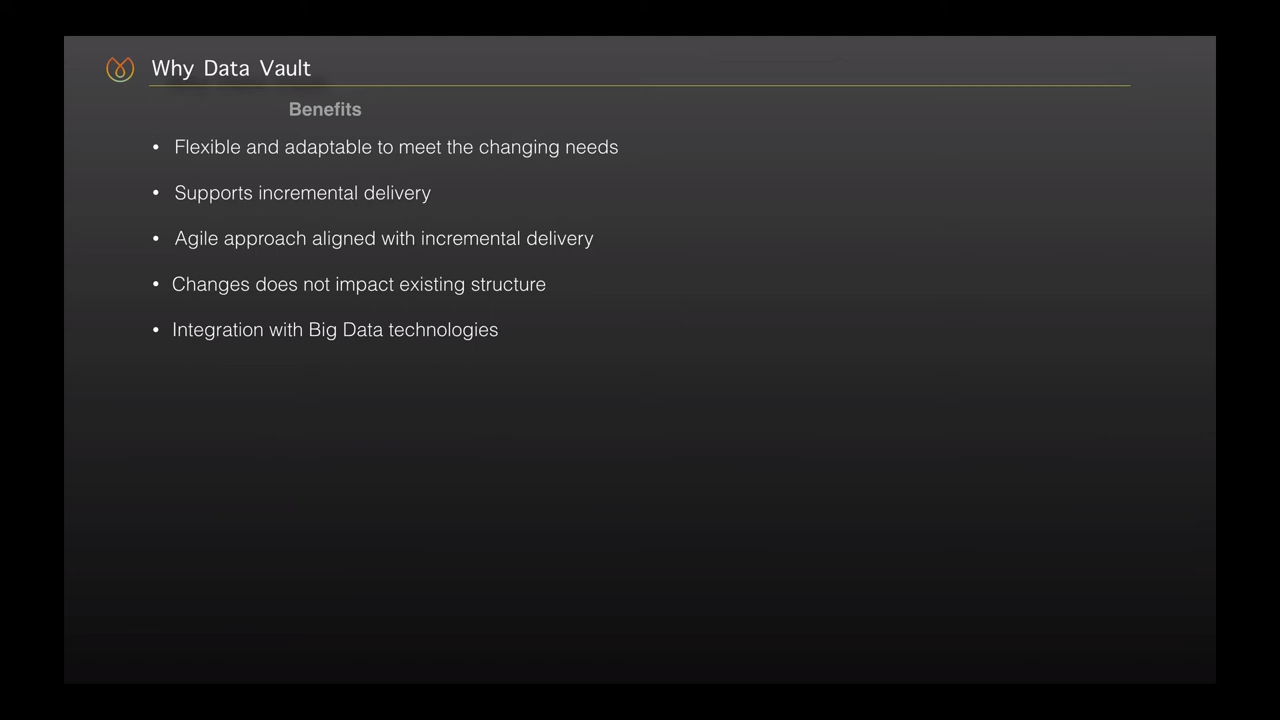 Why Data Vault
Benefits
• Flexible and adaptable to meet the changing needs
• Supports incremental delivery
• Agile approach aligned with incremental delivery
• Changes does not impact existing structure
• Integration with Big Data technologies